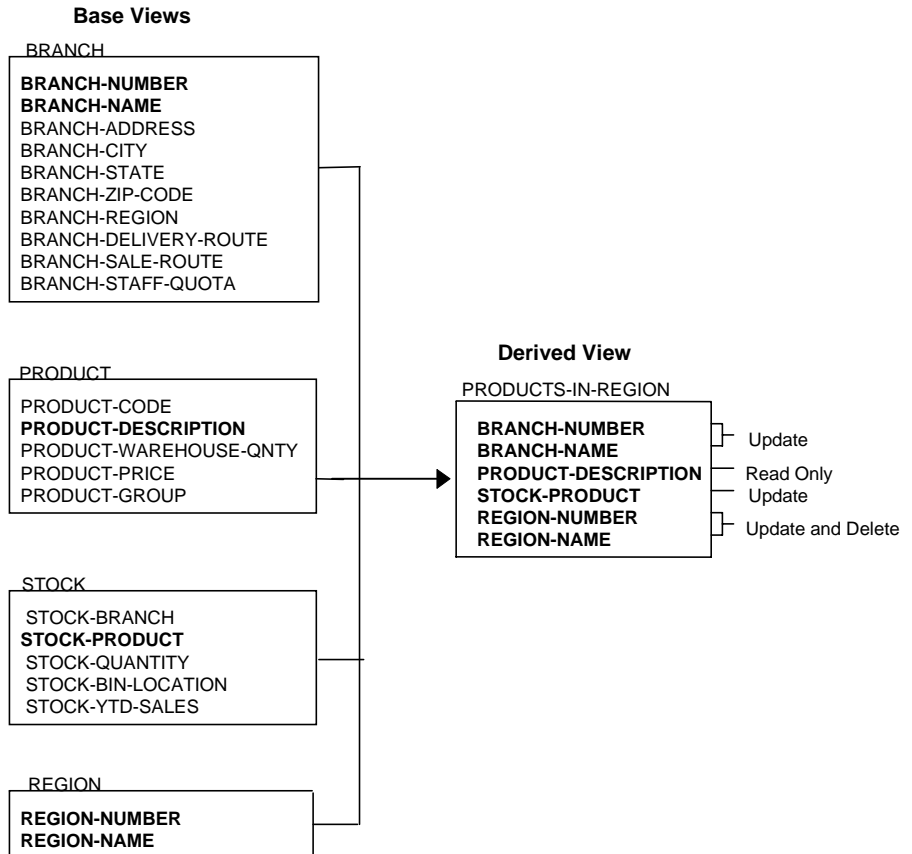 Base Views
BRANCH
BRANCH-NUMBER
BRANCH-NAME
BRANCH-ADDRESS
BRANCH-CITY
BRANCH-STATE
BRANCH-ZIP-CODE
BRANCH-REGION
BRANCH-DELIVERY-ROUTE
BRANCH-SALE-ROUTE
BRANCH-STAFF-QUOTA
PRODUCT
PRODUCT-CODE
PRODUCT-DESCRIPTION
PRODUCT-WAREHOUSE-QNTY
PRODUCT-PRICE
PRODUCT-GROUP
STOCK
STOCK-BRANCH
STOCK-PRODUCT
STOCK-QUANTITY
STOCK-BIN-LOCATION
STOCK-YTD-SALES
REGION
REGION-NUMBER
REGION-NAME
Derived View
PRODUCTS-IN-REGION
BRANCH-NUMBER
BRANCH-NAME
PRODUCT-DESCRIPTION
STOCK-PRODUCT
REGION-NUMBER
REGION-NAME
Update
Read Only
Update
Update and Delete